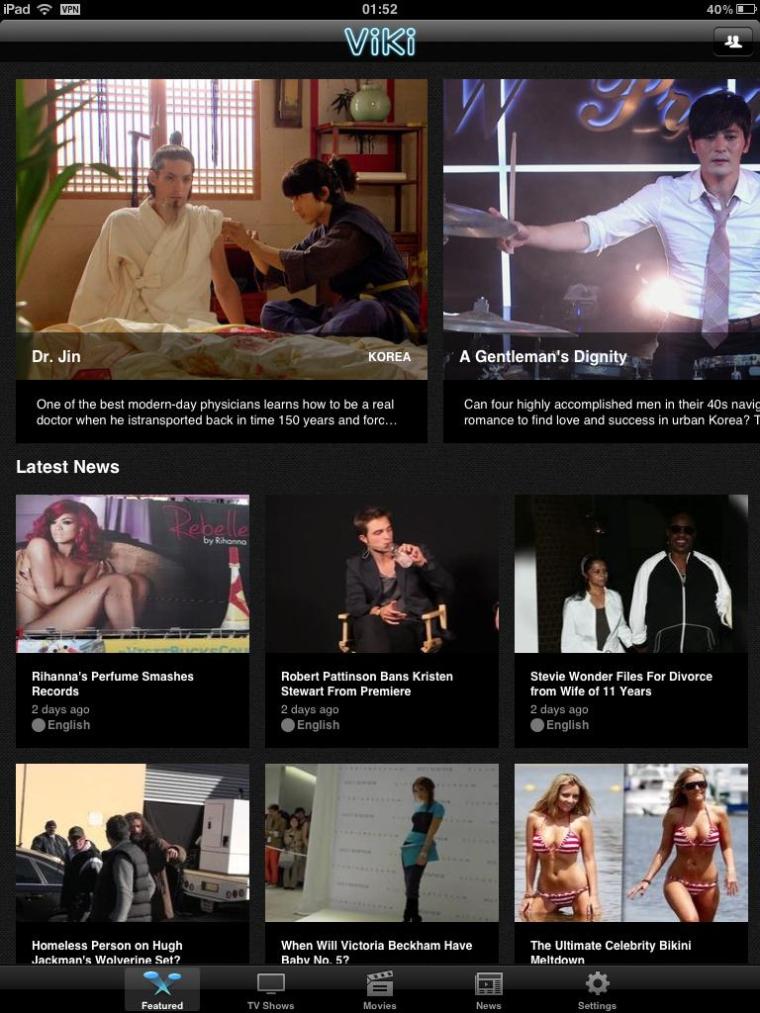 iPad VPN 01:52 40%
ViKi
Dr. Jin KOREA
One of the best modern-day physicians learns how to be a real
doctor when he istransported back in time 150 years and forc...
A Gentleman's Dignity
Can four highly accomplished men in their 40s navig
romance to find love and success in urban Korea? T
Latest News
Rebelle
by Rihanna
Rihanna's Perfume Smashes
Records
2 days ago
English
Robert Pattinson Bans Kristen
Stewart From Premiere
2 days ago
English
Stevie Wonder Files For Divorce
from Wife of 11 Years
2 days ago
English
Homeless Person on Hugh
Jackman's Wolverine Set?
When Will Victoria Beckham Have
Baby No. 5?
The Ultimate Celebrity Bikini
Meltdown
Featured TV Shows Movies News Settings